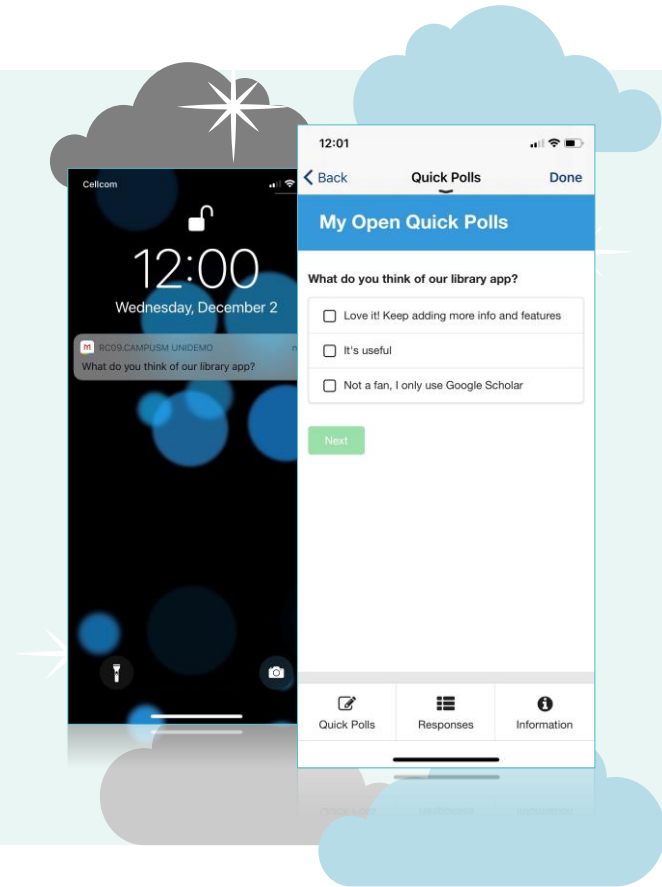 Cellcom
12:00
Wednesday, December 2
RC09:CAMPUSM UNIDEMO
What do you think of our library app?
12:01
Back
Quick Polls
Done
My Open Quick Polls
What do you think of our library app?
Love it! Keep adding more info and features
It's useful
Not a fan, I only use Google Scholar
Next
Quick Polls
Responses
Information